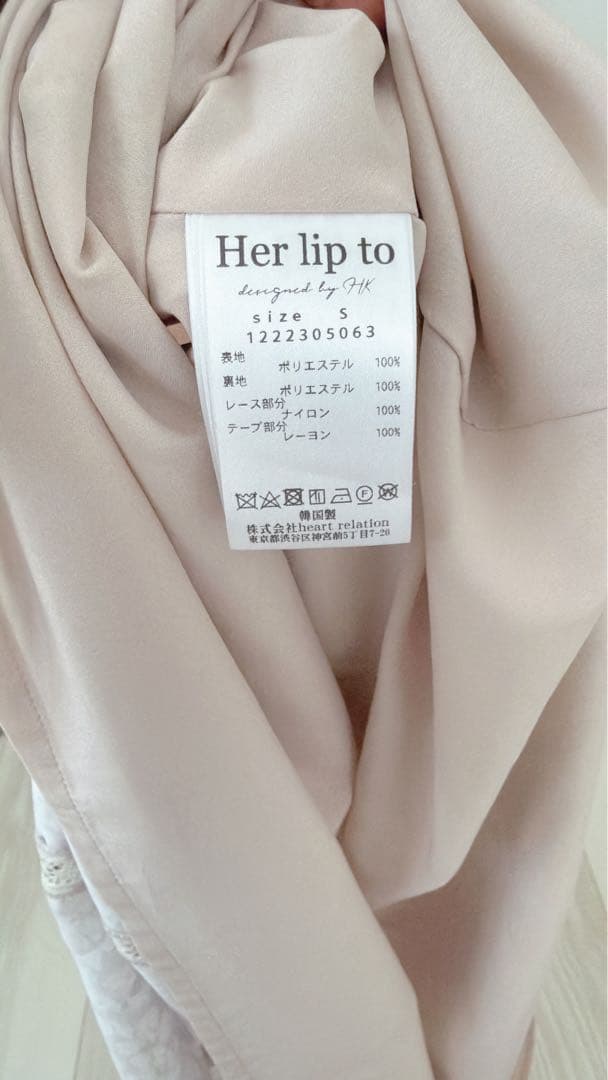 Her lip to
designed by HK
size S
1222305063
表地 ポリエステル 100%
裏地 ポリエステル 100%
レース部分 ナイロン 100%
テープ部分 レーヨン 100%
F W
韓国製
株式会社heart relation
東京都渋谷区神宮前5丁目7-20